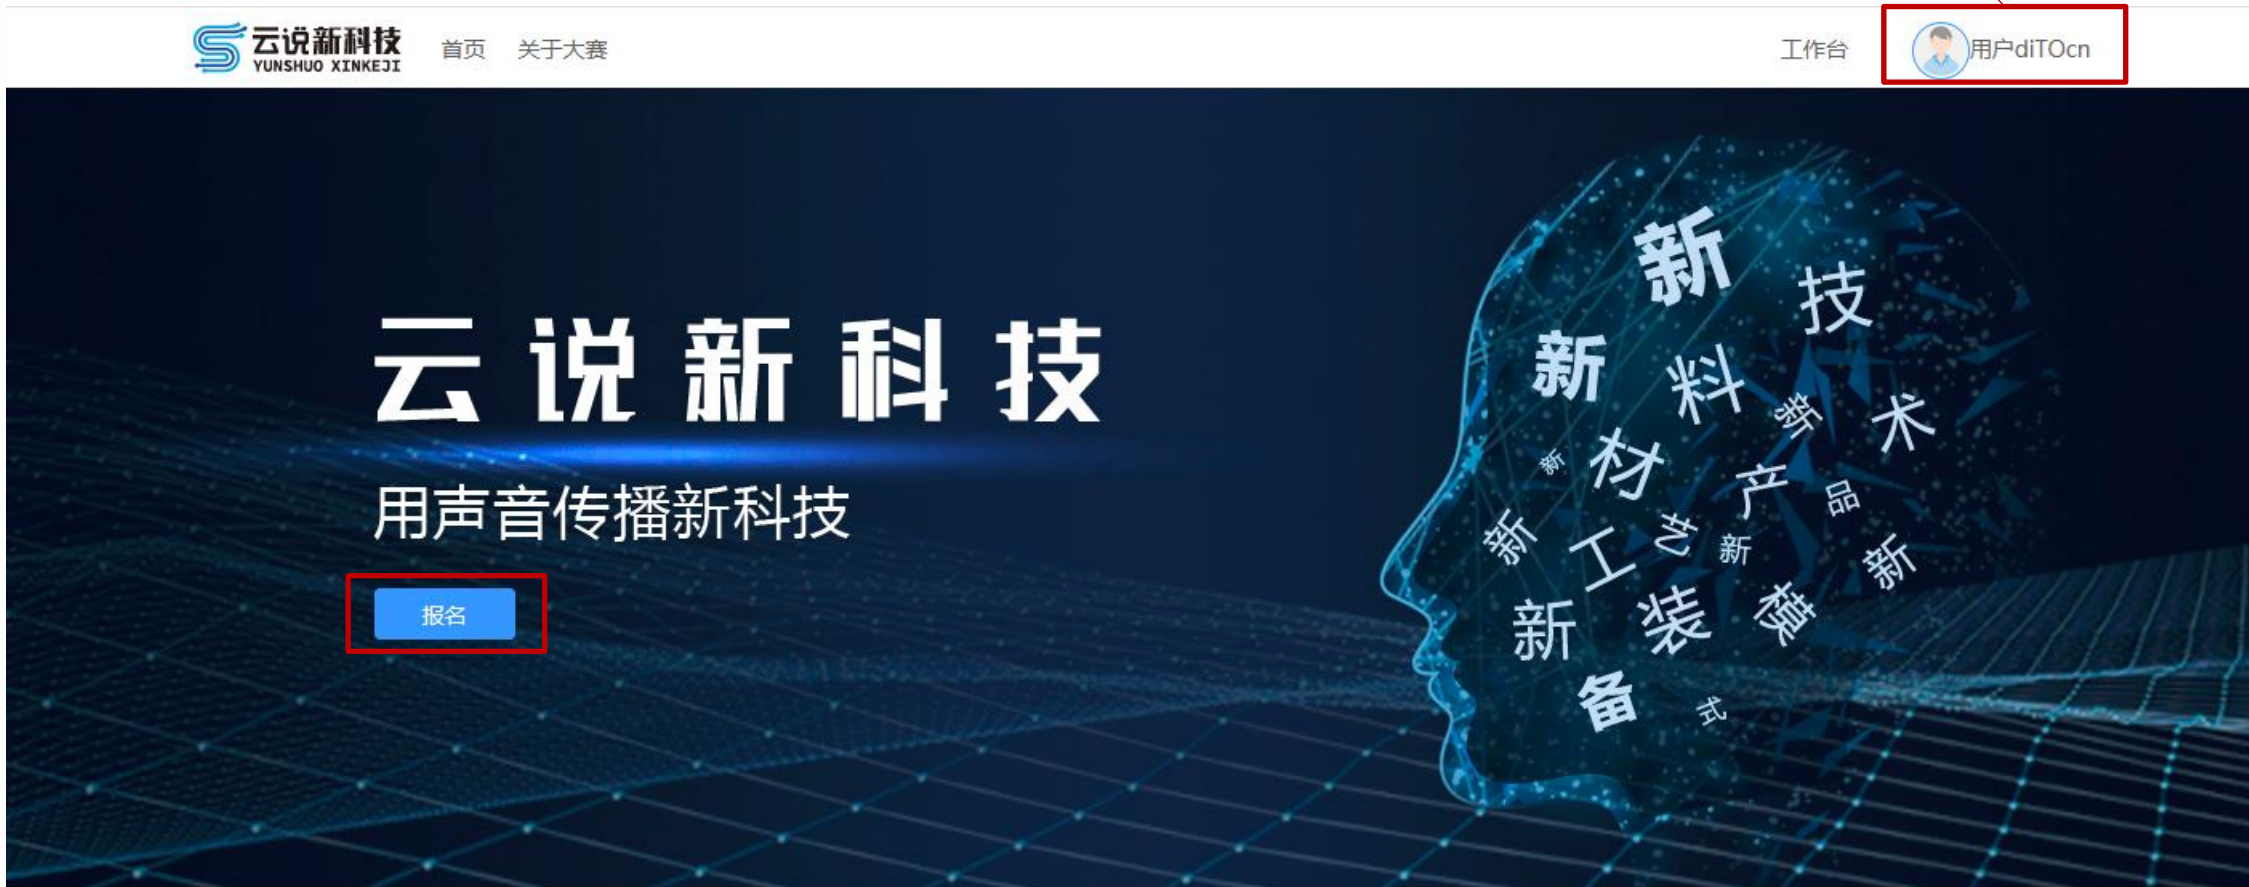 云说新科技
YUNSHUO XINKEJI
首页 关于大赛
工作台
用户diTOcn
云说新科技
用声音传播新科技
报名
新
技
新
料
新
术
新
材
产
品
新
工
艺
新
新
新
装
模
备
式